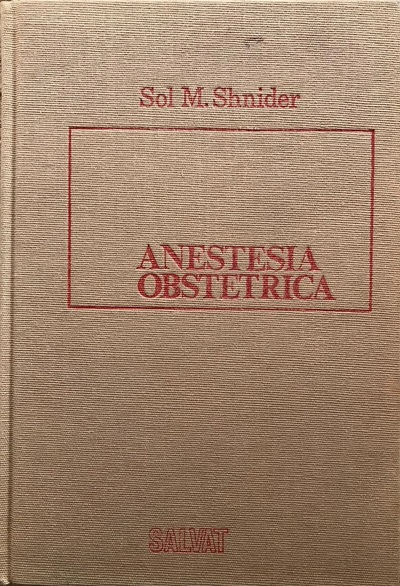 Sol M. Shnider
ANESTESIA
OBSTETRICA
SALVAT